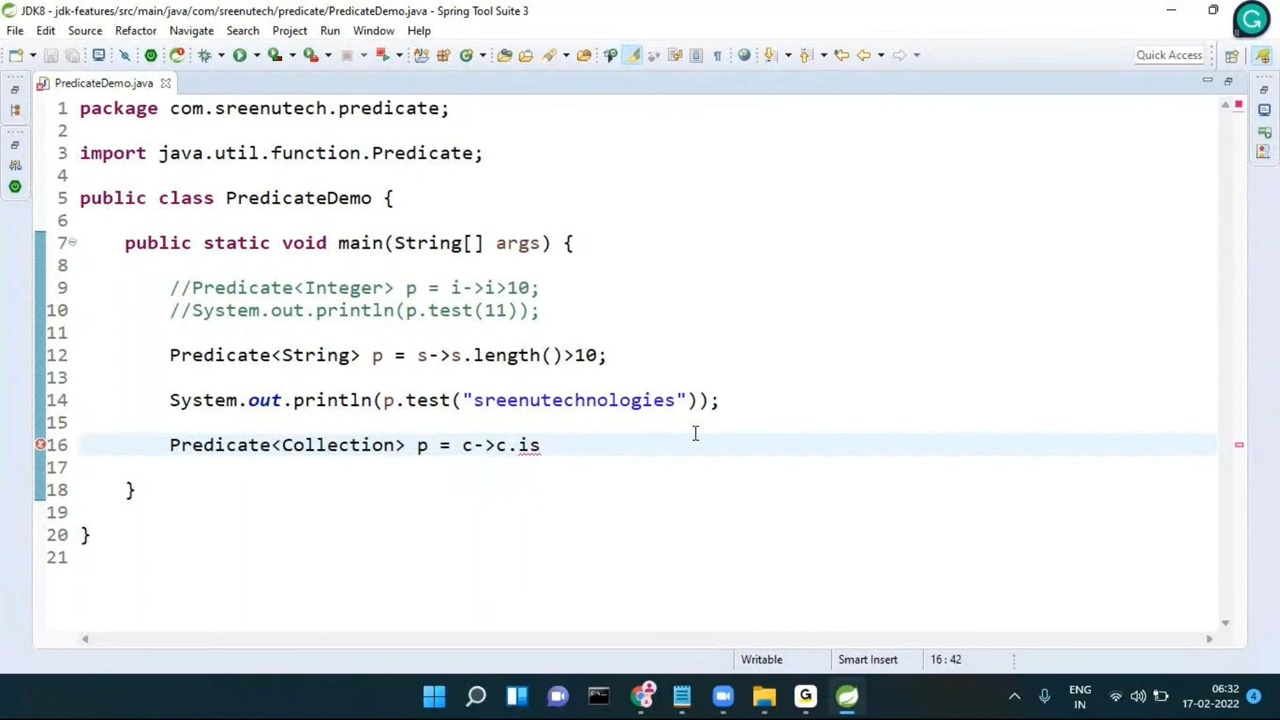 JDK8 - jdk-features/src/main/java/com/sreenutech/predicate/PredicateDemo.java - Spring Tool Suite 3
File Edit Source Refactor Navigate Search Project Run Window Help
Quick Access
PredicateDemo.java
1 package com.sreenutech.predicate;
2
3 import java.util.function.Predicate;
4
5 public class PredicateDemo {
6
7 public static void main(String[] args) {
8
9 //Predicate<Integer> p = i->i>10;
10 //System.out.println(p.test(11));
11
12 Predicate<String> p = s->s.length()>10;
13
14 System.out.println(p.test("sreenutechnologies"));
15
16 Predicate<Collection> p = c->c.is
17
18 }
19
20 }
21
Writable Smart Insert 16 : 42
ENG
IN
06:32
17-02-2022
4